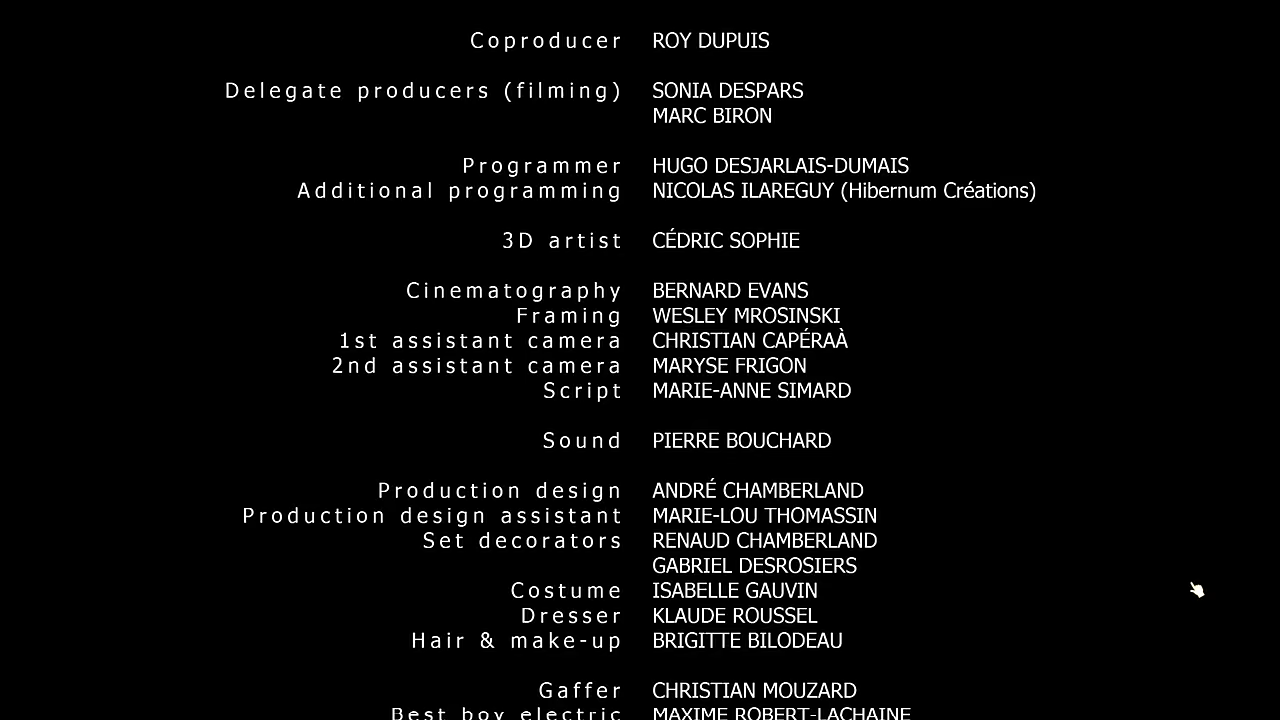 Coproducer ROY DUPUIS
Delegate producers (filming) SONIA DESPARS
MARC BIRON
Programmer HUGO DESJARLAIS-DUMAIS
Additional programming NICOLAS ILAREGUY (Hibernum Créations)
3D artist CÉDRIC SOPHIE
Cinematography BERNARD EVANS
Framing WESLEY MROSINSKI
1st assistant camera CHRISTIAN CAPÉRAÀ
2nd assistant camera MARYSE FRIGON
Script MARIE-ANNE SIMARD
Sound PIERRE BOUCHARD
Production design ANDRÉ CHAMBERLAND
Production design assistant MARIE-LOU THOMASSIN
Set decorators RENAUD CHAMBERLAND
GABRIEL DESROSIERS
Costume ISABELLE GAUVIN
Dresser KLAUDE ROUSSEL
Hair & make-up BRIGITTE BILODEAU
Gaffer CHRISTIAN MOUZARD
Best boy electric MAXIME ROBERT-LACHAINE